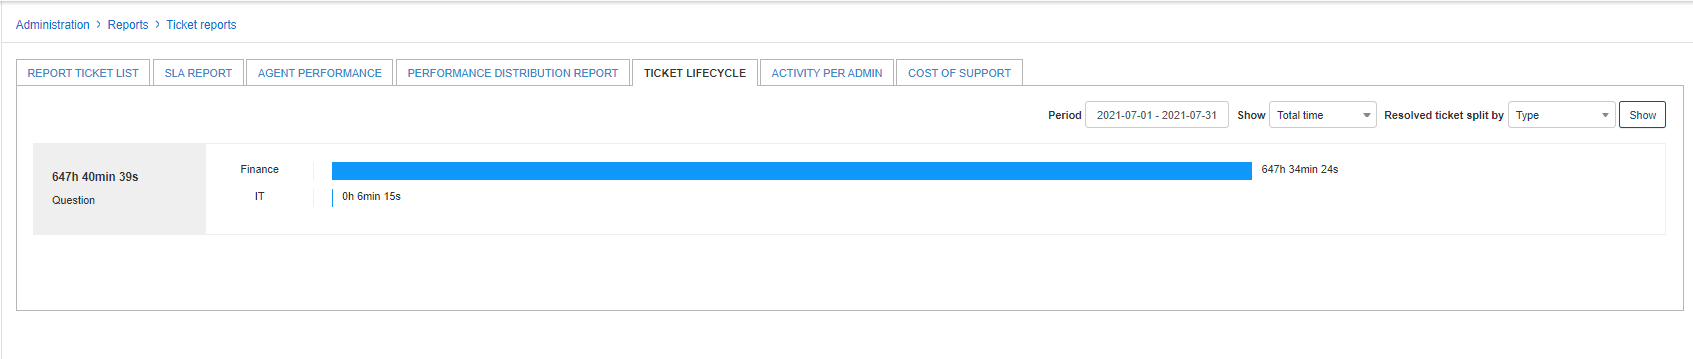 Administration > Reports > Ticket reports
REPORT TICKET LIST SLA REPORT AGENT PERFORMANCE PERFORMANCE DISTRIBUTION REPORT TICKET LIFECYCLE ACTIVITY PER ADMIN COST OF SUPPORT
Period 2021-07-01 - 2021-07-31 Show Total time Resolved ticket split by Type Show
647h 40min 39s
Question
Finance 647h 34min 24s
IT 0h 6min 15s